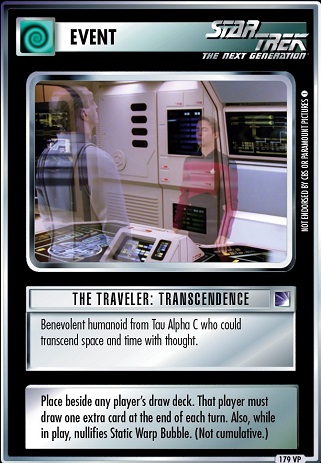 EVENT
STAR TREK
THE NEXT GENERATION
NOT ENDORSED BY CBS OR PARAMOUNT PICTURES
THE TRAVELER: TRANSCENDENCE
Benevolent humanoid from Tau Alpha C who could
transcend space and time with thought.
Place beside any player's draw deck. That player must
draw one extra card at the end of each turn. Also, while
in play, nullifies Static Warp Bubble. (Not cumulative.)
179 VP